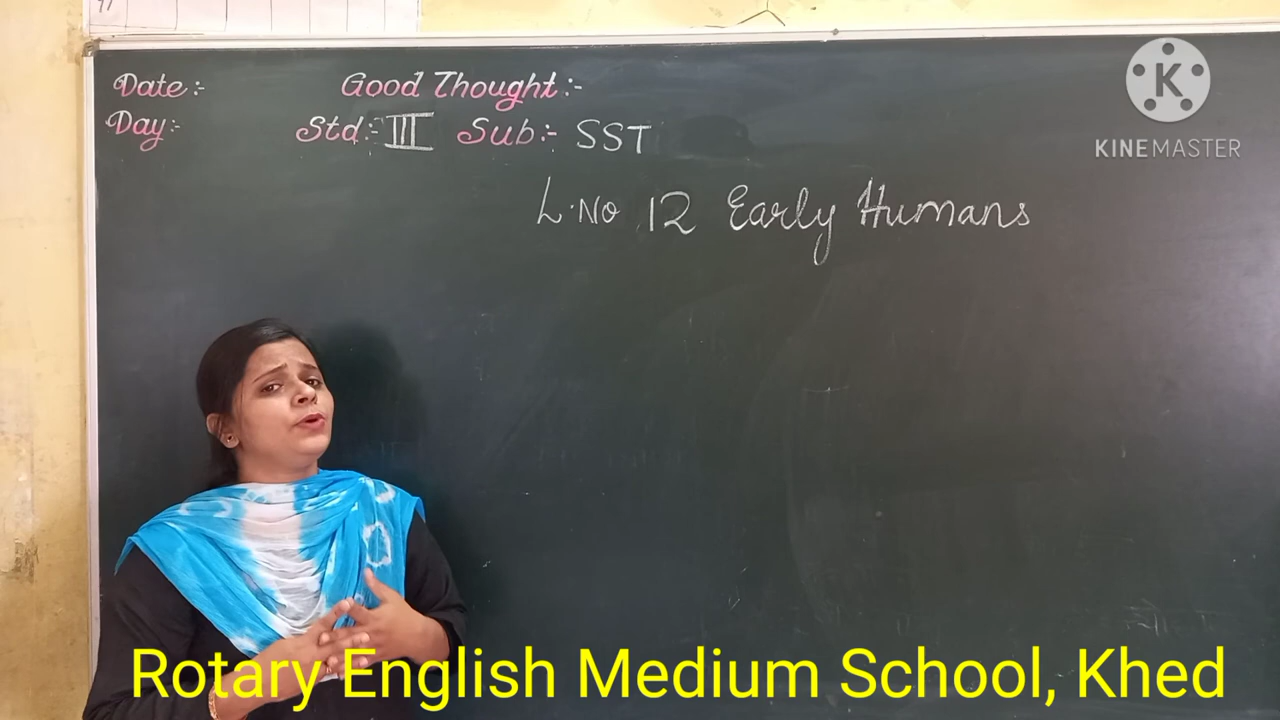 Date:- Good Thought:-
Day:- Std:- III Sub:- SST
L.No 12 Early Humans
K
KINEMASTER
Rotary English Medium School, Khed